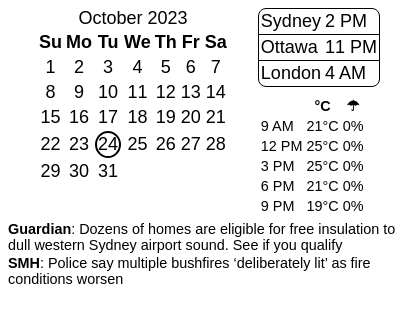 October 2023
Su Mo Tu We Th Fr Sa
1 2 3 4 5 6 7
8 9 10 11 12 13 14
15 16 17 18 19 20 21
22 23 24 25 26 27 28
29 30 31
Sydney 2 PM
Ottawa 11 PM
London 4 AM
°C ☂
9 AM 21°C 0%
12 PM 25°C 0%
3 PM 25°C 0%
6 PM 21°C 0%
9 PM 19°C 0%
Guardian: Dozens of homes are eligible for free insulation to
dull western Sydney airport sound. See if you qualify
SMH: Police say multiple bushfires ‘deliberately lit’ as fire
conditions worsen